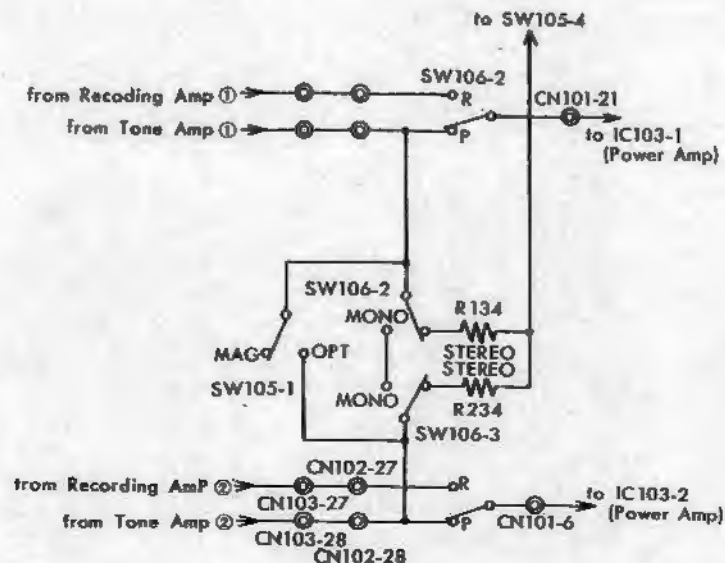 to SW105-4
SW106-2
from Recoding Amp ①
R
CN101-21
from Tone Amp ①
P
to IC103-1
(Power Amp)
SW106-2
R134
MONO
MAG
OPT
STEREO
STEREO
SW105-1
MONO
R234
SW106-3
CN102-27
from Recording AmP ②
R
CN103-27
to IC103-2
from Tone Amp ②
P
CN101-6
(Power Amp)
CN103-28
CN102-28